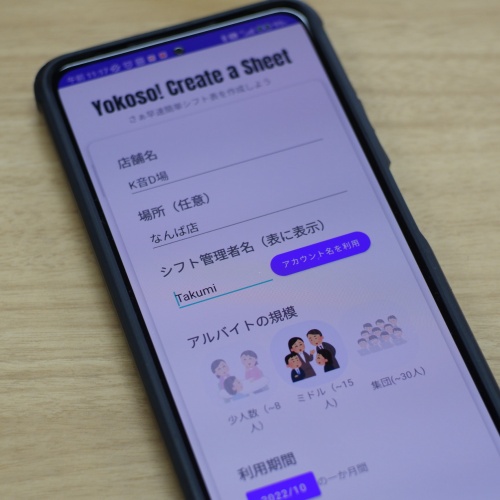 午前 11:17
Yokoso! Create a Sheet
さぁ早速簡単シフト表を作成しよう
店舗名
K音D場
場所（任意）
なんば店
シフト管理者名（表に表示）
Takumi
アカウント名を利用
アルバイトの規模
少人数（~8人）
ミドル（~15人）
集団(~30人)
利用期間
2022/10
の一か月間